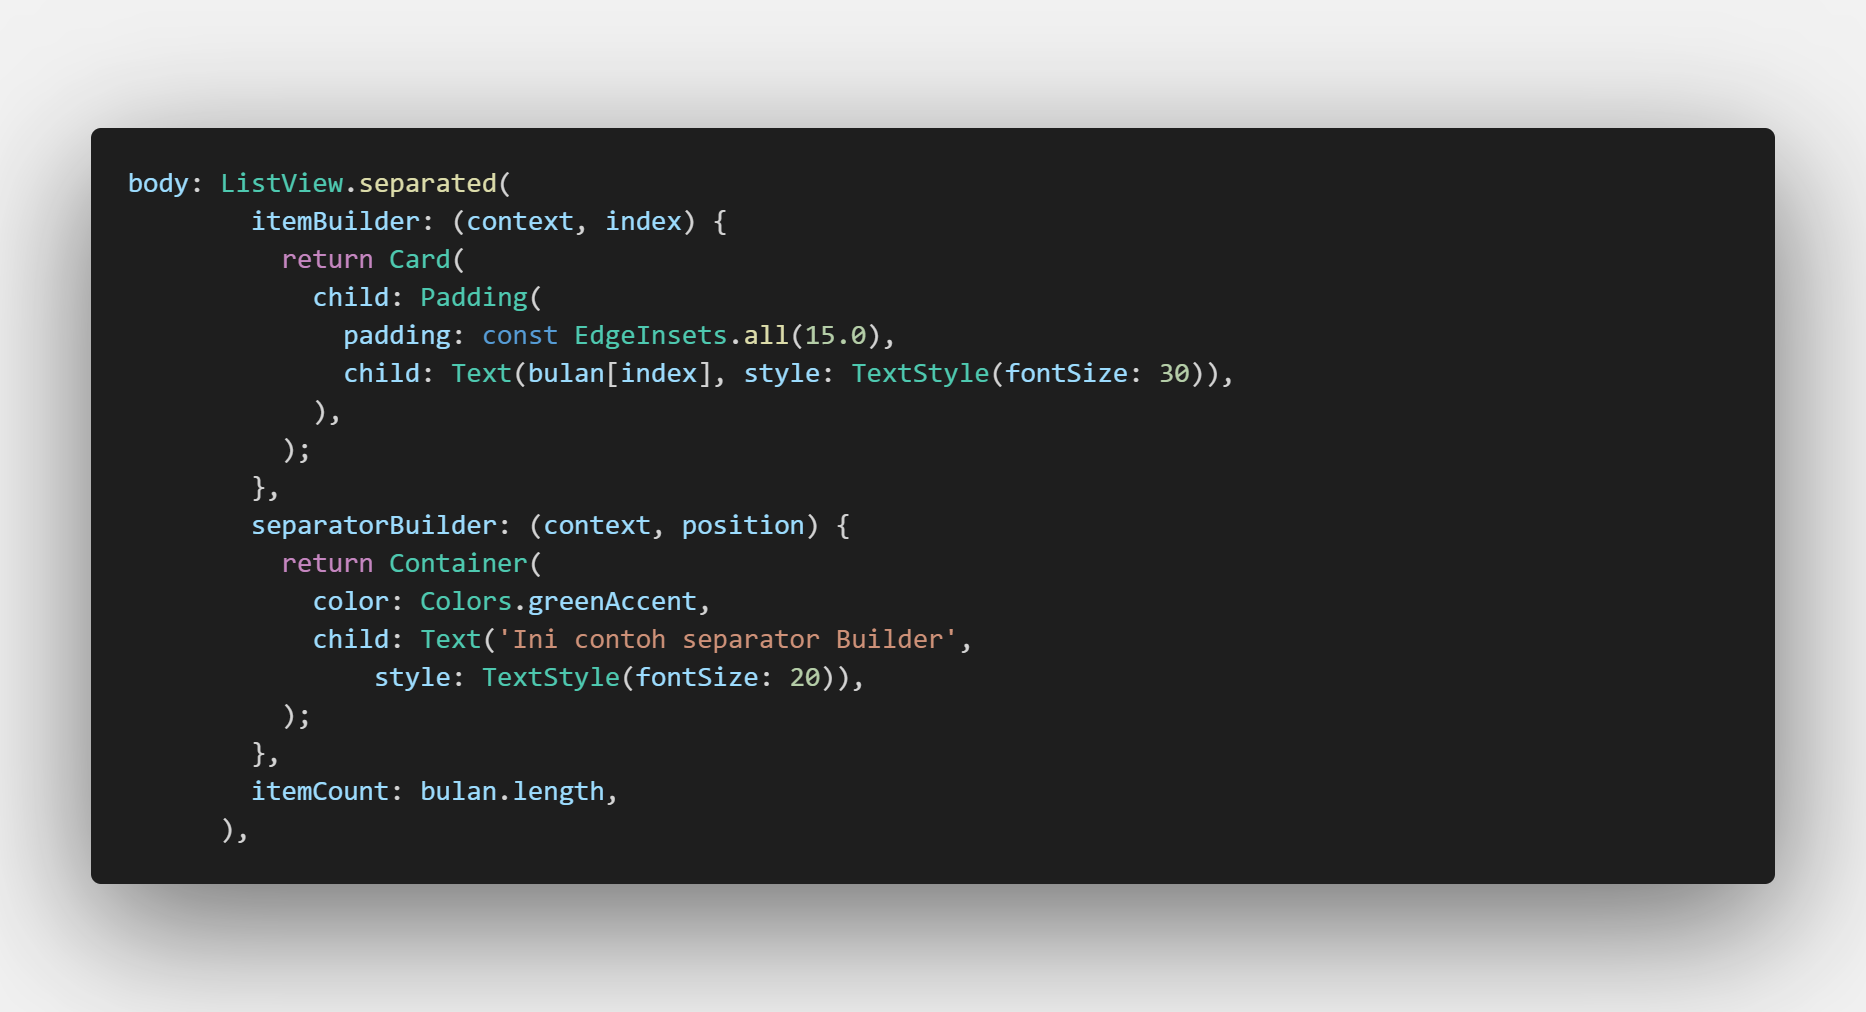 body: ListView.separated(
        itemBuilder: (context, index) {
          return Card(
            child: Padding(
              padding: const EdgeInsets.all(15.0),
              child: Text(bulan[index], style: TextStyle(fontSize: 30)),
            ),
          );
        },
        separatorBuilder: (context, position) {
          return Container(
            color: Colors.greenAccent,
            child: Text('Ini contoh separator Builder',
                style: TextStyle(fontSize: 20)),
          );
        },
        itemCount: bulan.length,
      ),